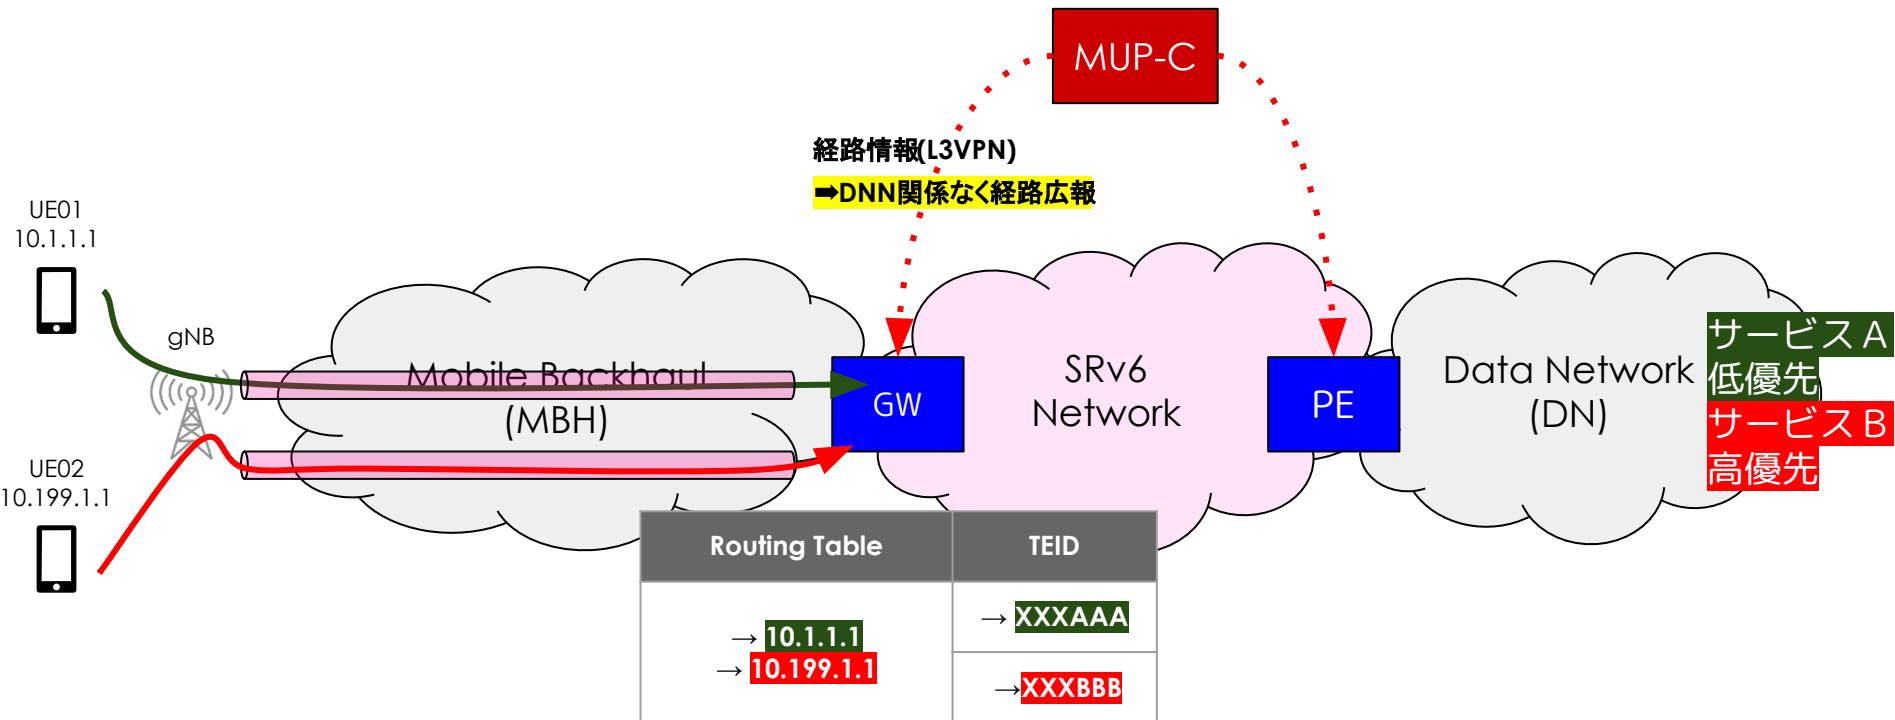 MUP-C
経路情報(L3VPN)
➡DNN関係なく経路広報
UE01
10.1.1.1
gNB
Mobile Backhaul
(MBH)
GW
SRv6
Network
PE
Data Network
(DN)
サービスA
低優先
サービスB
高優先
UE02
10.199.1.1
Routing Table
TEID
→ 10.1.1.1
→ 10.199.1.1
→ XXXAAA
→XXXBBB